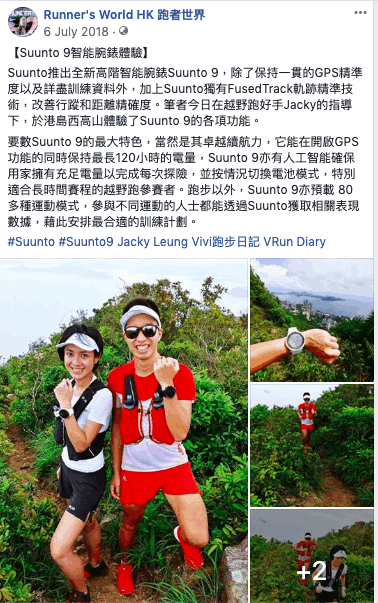 Runner's World HK 跑者世界
6 July 2018 ·
【Suunto 9智能腕錶體驗】
Suunto推出全新高階智能腕錶Suunto 9，除了保持一貫的GPS精準
度以及詳盡訓練資料外，加上Suunto獨有FusedTrack軌跡精準技
術，改善行蹤和距離精確度。筆者今日在越野跑好手Jacky的指導
下，於港島西高山體驗了Suunto 9的各項功能。
要數Suunto 9的最大特色，當然是其卓越續航力，它能在開啟GPS
功能的同時保持最長120小時的電量，Suunto 9亦有人工智能確保
用家擁有充足電量以完成每次探險，並按情況切換電池模式，特別
適合長時間賽程的越野跑參賽者。跑步以外，Suunto 9亦預載 80
多種運動模式，參與不同運動的人士都能透過Suunto獲取相關表現
數據，藉此安排最合適的訓練計劃。
#Suunto #Suunto9 Jacky Leung Vivi跑步日記 VRun Diary
+2